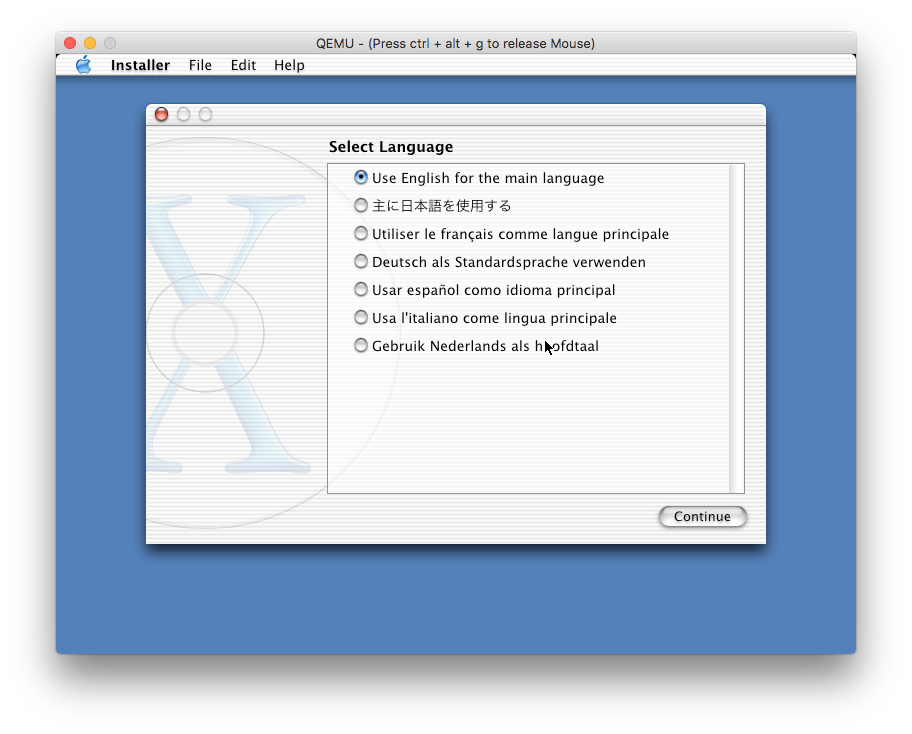 QEMU - (Press ctrl + alt + g to release Mouse)
Installer File Edit Help
Select Language
Use English for the main language
主に日本語を使用する
Utiliser le français comme langue principale
Deutsch als Standardsprache verwenden
Usar español como idioma principal
Usa l'italiano come lingua principale
Gebruik Nederlands als hoofdtaal
Continue